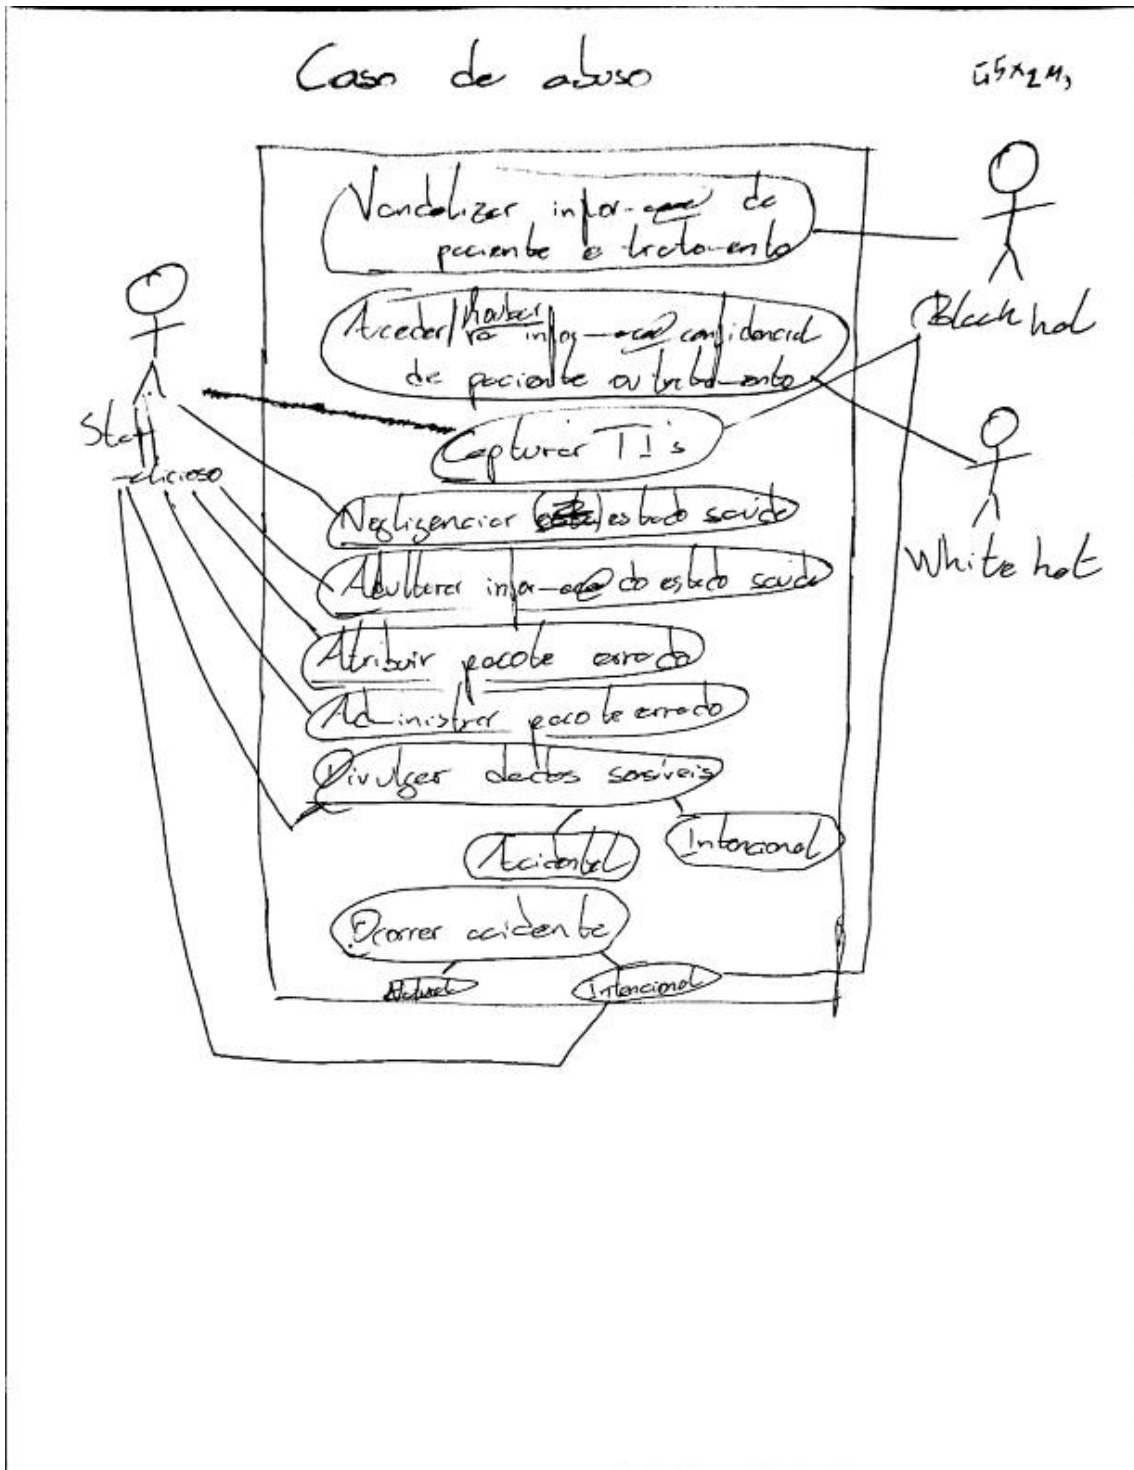 Caso de abuso
Vandalizar informação de
paciente e tratamento
Aceder/Roubar informação confidencial
de paciente ou tratamento
Black hat
Capturar TI's
Staff
malicioso
Negligenciar estado saúde
White hat
Adulterar informação do estado saúde
Atribuir pacote errado
Administrar pacote errado
Divulgar dados sensíveis
Acidental
Intencional
Ocorrer acidente
Natural
Intencional